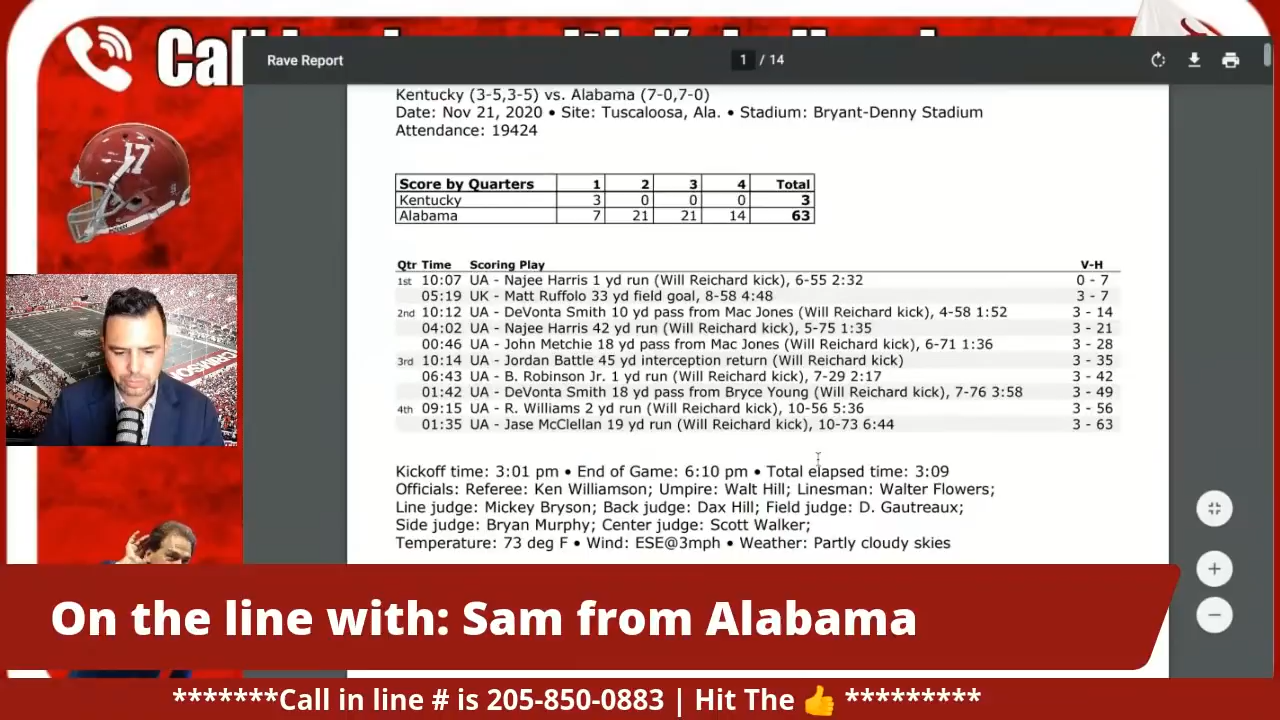 Cal
Rave Report
1 / 14
Kentucky (3-5,3-5) vs. Alabama (7-0,7-0)
Date: Nov 21, 2020 • Site: Tuscaloosa, Ala. • Stadium: Bryant-Denny Stadium
Attendance: 19424
Score by Quarters 1 2 3 4 Total
Kentucky 3 0 0 0 3
Alabama 7 21 21 14 63
Qtr Time Scoring Play V-H
1st 10:07 UA - Najee Harris 1 yd run (Will Reichard kick), 6-55 2:32 0 - 7
05:19 UK - Matt Ruffolo 33 yd field goal, 8-58 4:48 3 - 7
2nd 10:12 UA - DeVonta Smith 10 yd pass from Mac Jones (Will Reichard kick), 4-58 1:52 3 - 14
04:02 UA - Najee Harris 42 yd run (Will Reichard kick), 5-75 1:35 3 - 21
00:46 UA - John Metchie 18 yd pass from Mac Jones (Will Reichard kick), 6-71 1:36 3 - 28
3rd 10:14 UA - Jordan Battle 45 yd interception return (Will Reichard kick) 3 - 35
06:43 UA - B. Robinson Jr. 1 yd run (Will Reichard kick), 7-29 2:17 3 - 42
01:42 UA - DeVonta Smith 18 yd pass from Bryce Young (Will Reichard kick), 7-76 3:58 3 - 49
4th 09:15 UA - R. Williams 2 yd run (Will Reichard kick), 10-56 5:36 3 - 56
01:35 UA - Jase McClellan 19 yd run (Will Reichard kick), 10-73 6:44 3 - 63
Kickoff time: 3:01 pm • End of Game: 6:10 pm • Total elapsed time: 3:09
Officials: Referee: Ken Williamson; Umpire: Walt Hill; Linesman: Walter Flowers;
Line judge: Mickey Bryson; Back judge: Dax Hill; Field judge: D. Gautreaux;
Side judge: Bryan Murphy; Center judge: Scott Walker;
Temperature: 73 deg F • Wind: ESE@3mph • Weather: Partly cloudy skies
17
On the line with: Sam from Alabama
*******Call in line # is 205-850-0883 | Hit The 👍 *********